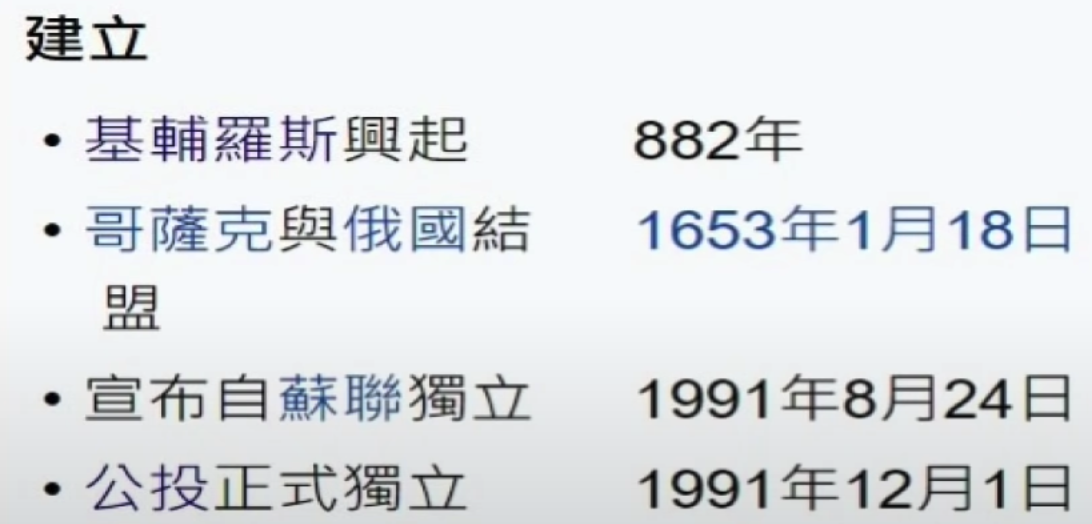 建立
• 基輔羅斯興起 882年
• 哥薩克與俄國結 1653年1月18日
盟
• 宣布自蘇聯獨立 1991年8月24日
• 公投正式獨立 1991年12月1日